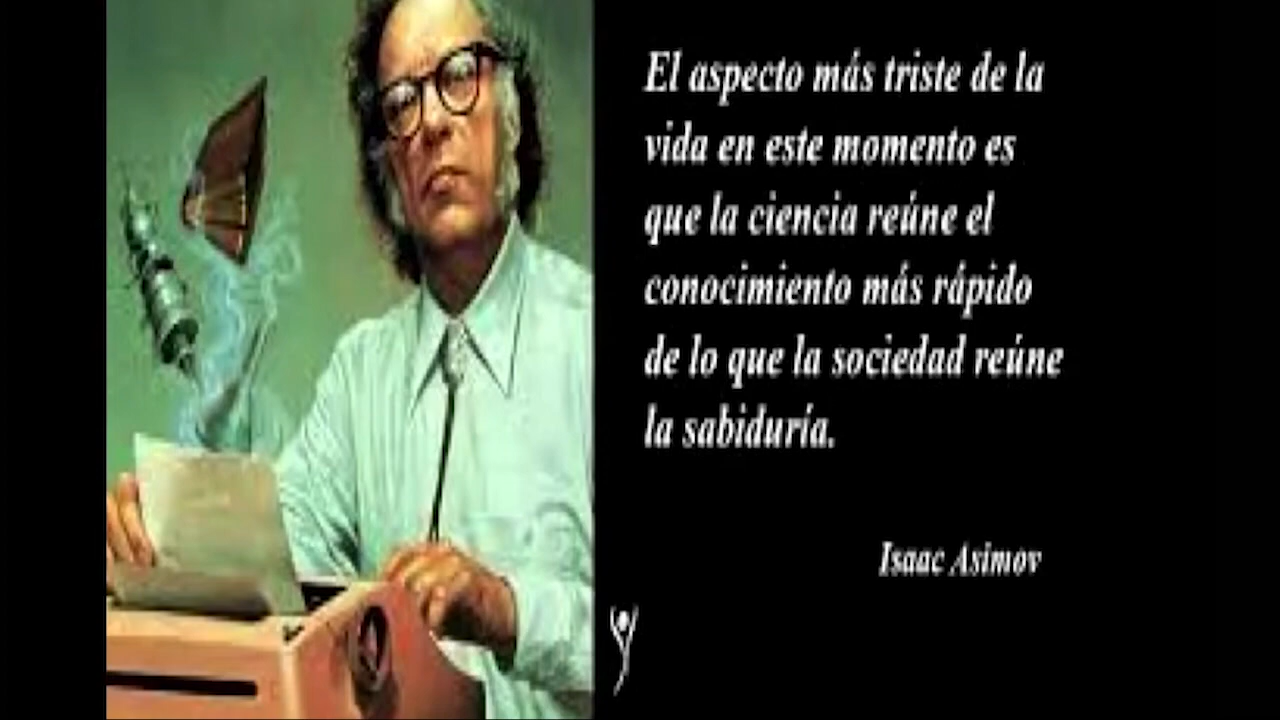 El aspecto más triste de la
vida en este momento es
que la ciencia reúne el
conocimiento más rápido
de lo que la sociedad reúne
la sabiduría.
Isaac Asimov